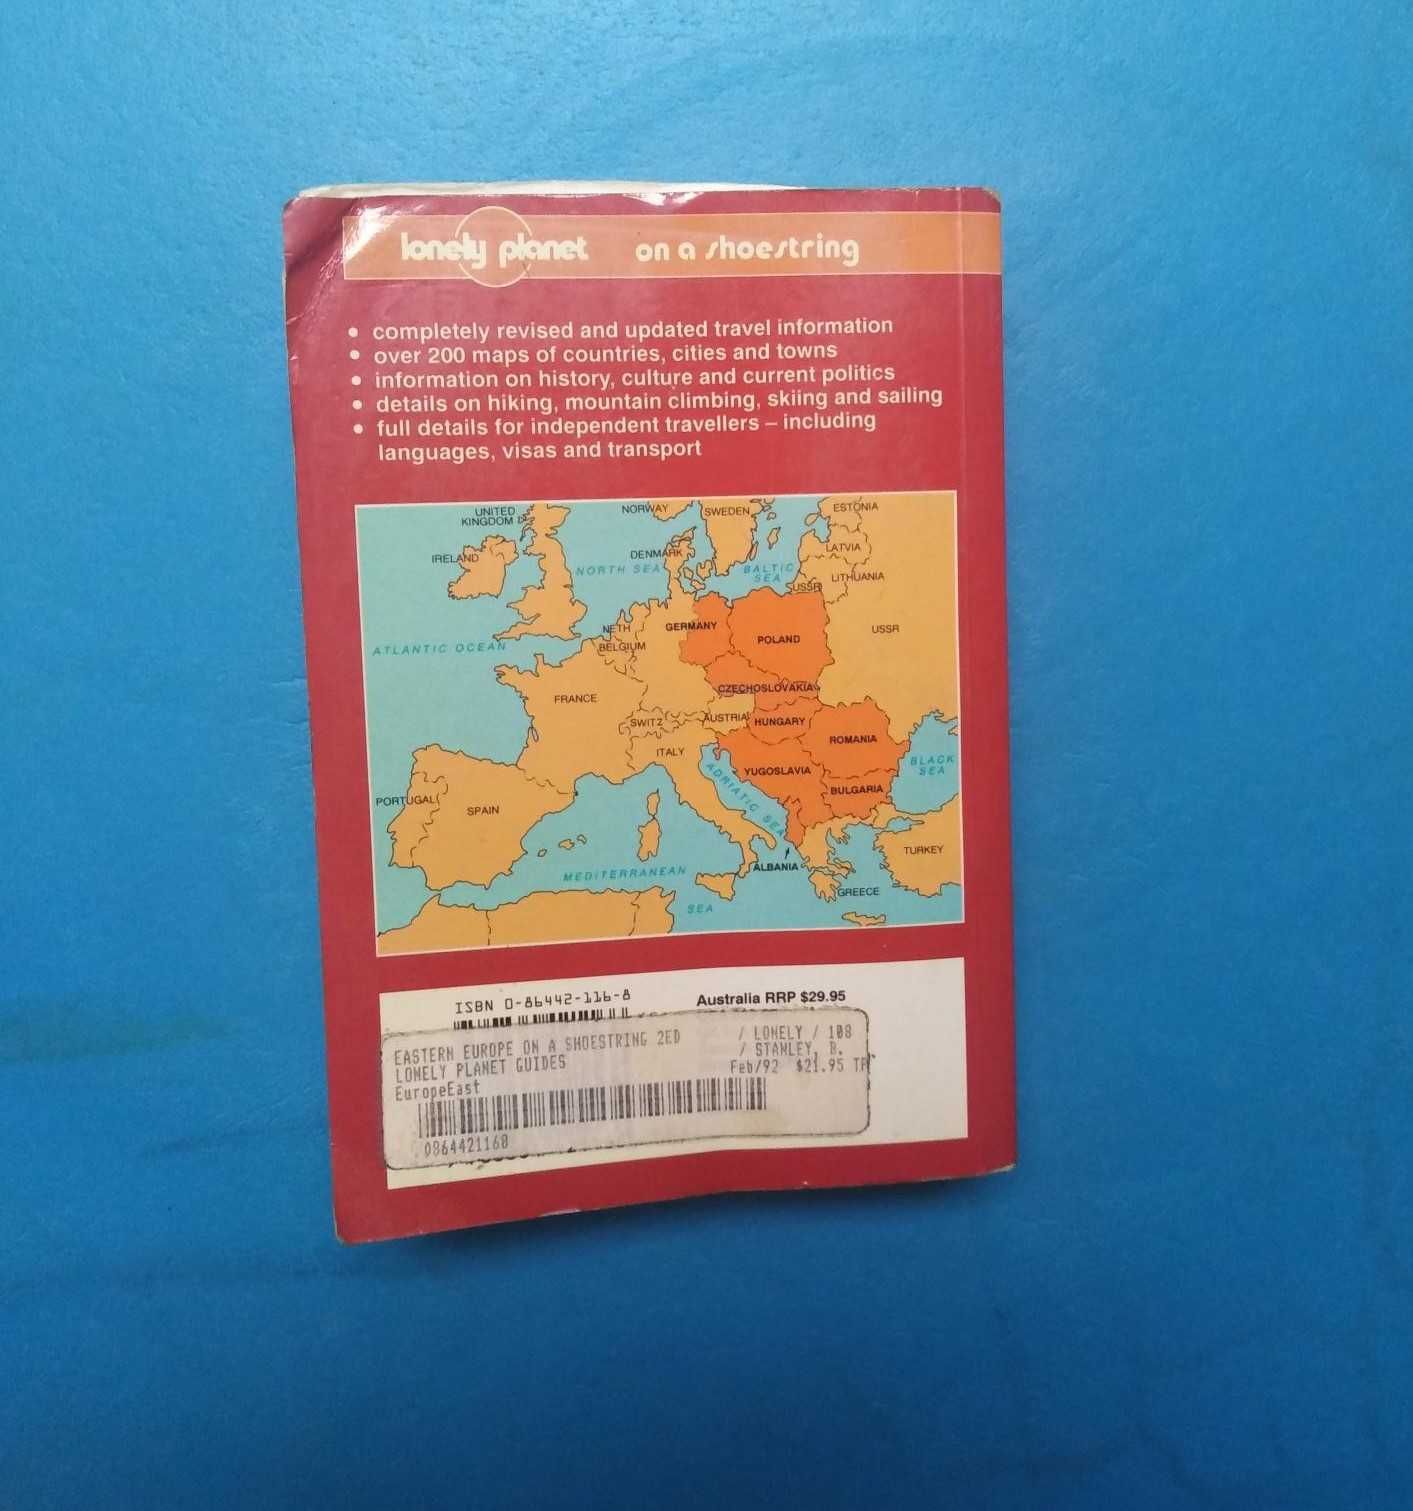 lonely planet on a shoestring
• completely revised and updated travel information
• over 200 maps of countries, cities and towns
• information on history, culture and current politics
• details on hiking, mountain climbing, skiing and sailing
• full details for independent travellers – including
languages, visas and transport
UNITED
KINGDOM
NORWAY
SWEDEN
ESTONIA
IRELAND
DENMARK
LATVIA
NORTH SEA
BALTIC
SEA
USSR
LITHUANIA
NETH
GERMANY
POLAND
USSR
ATLANTIC OCEAN
BELGIUM
CZECHOSLOVAKIA
FRANCE
SWITZ
AUSTRIA
HUNGARY
ROMANIA
ITALY
YUGOSLAVIA
BLACK
SEA
ADRIATIC SEA
BULGARIA
PORTUGAL
SPAIN
TURKEY
MEDITERRANEAN
SEA
ALBANIA
GREECE
ISBN 0-86442-116-8
Australia RRP $29.95
EASTERN EUROPE ON A SHOESTRING 2ED / LONELY / 108
LONELY PLANET GUIDES / STANLEY, B.
EuropeEast Feb/92 $21.95 TP
0864421168